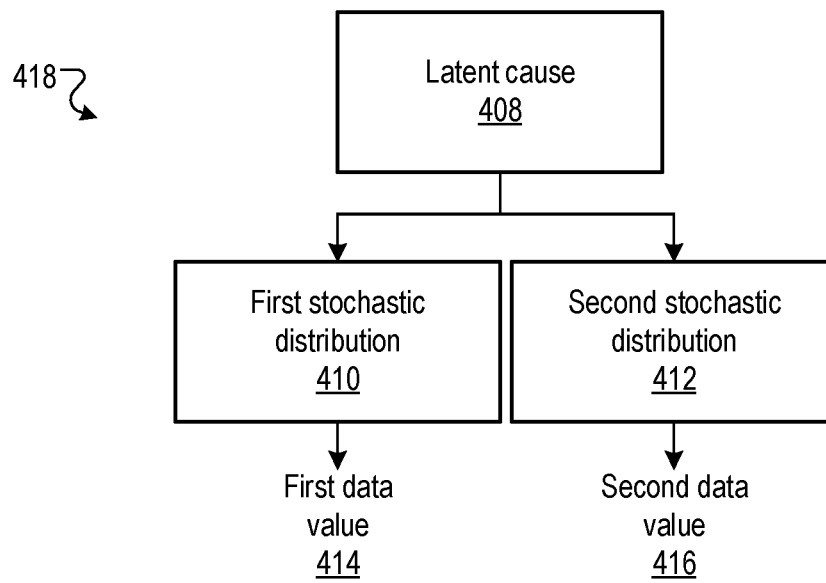 418
Latent cause
408
First stochastic
distribution
410
Second stochastic
distribution
412
First data
value
414
Second data
value
416